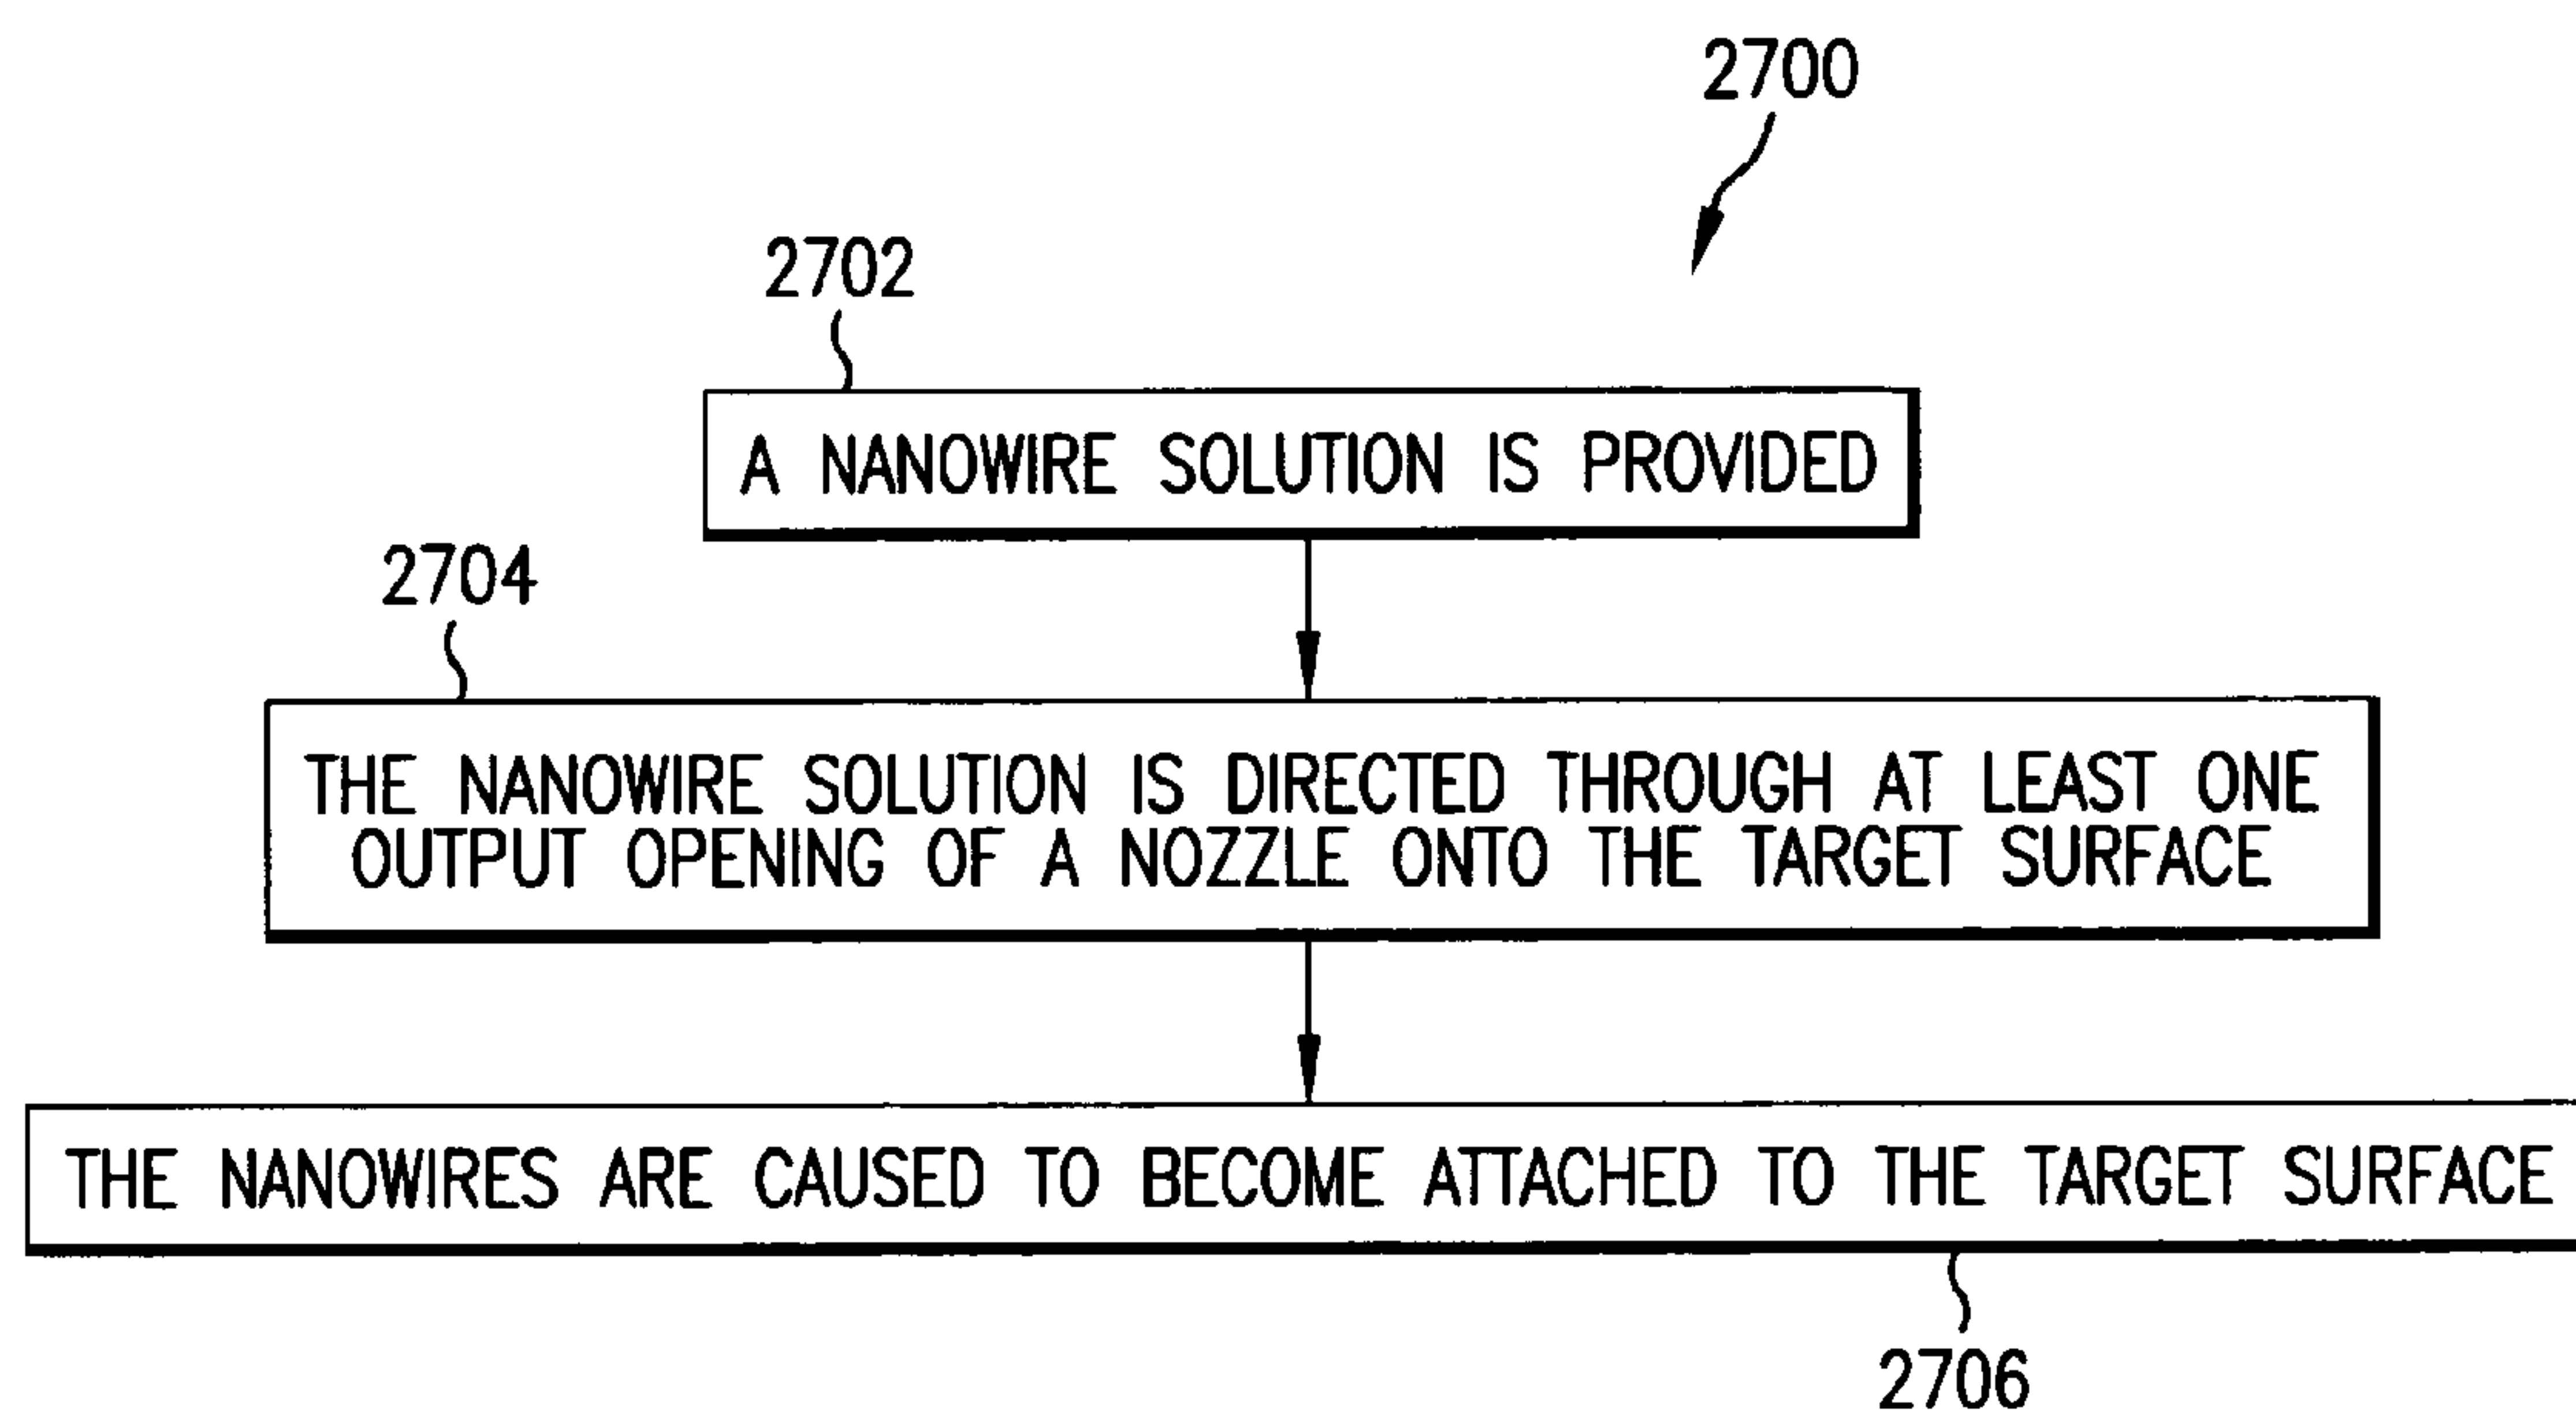 2700
2702
A NANOWIRE SOLUTION IS PROVIDED
2704
THE NANOWIRE SOLUTION IS DIRECTED THROUGH AT LEAST ONE
OUTPUT OPENING OF A NOZZLE ONTO THE TARGET SURFACE
THE NANOWIRES ARE CAUSED TO BECOME ATTACHED TO THE TARGET SURFACE
2706